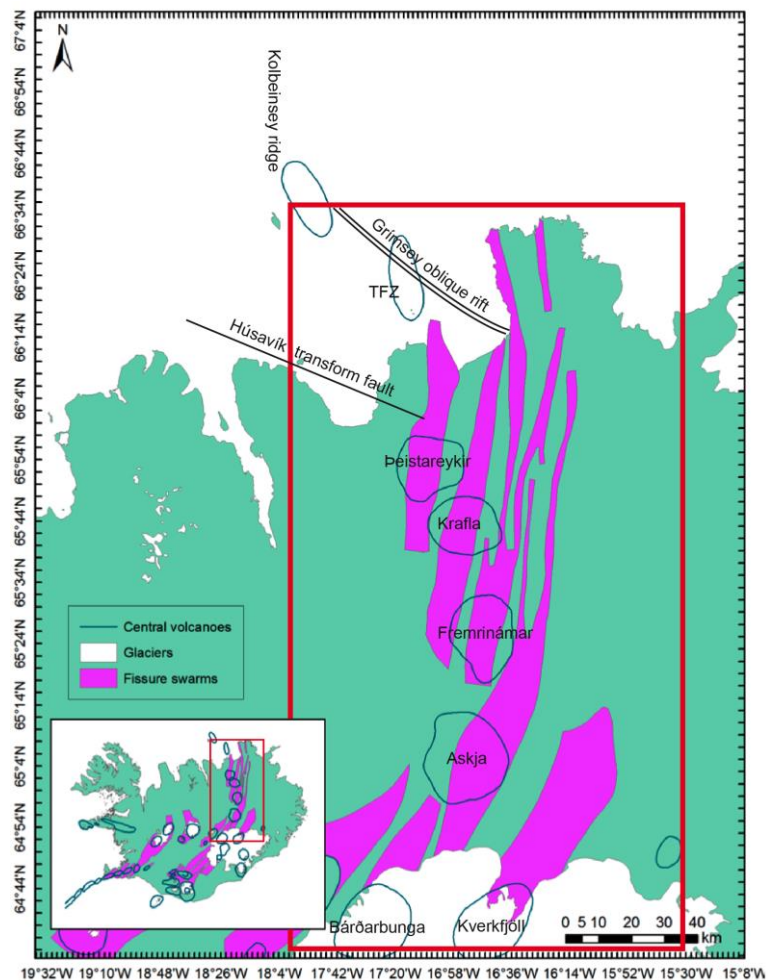 67°4'N
66°54'N
66°44'N
66°34'N
66°24'N
66°14'N
66°4'N
65°54'N
65°44'N
65°34'N
65°24'N
65°14'N
65°4'N
64°54'N
64°44'N
N
Kolbeinsey ridge
Grímsey oblique rift
TFZ
Húsavík transform fault
Þeistareykir
Krafla
Fremrinámar
Askja
Bárðarbunga
Kverkfjöll
Central volcanoes
Glaciers
Fissure swarms
0 5 10 20 30 40
km
19°32'W 19°10'W 18°48'W 18°26'W 18°4'W 17°42'W 17°20'W 16°58'W 16°36'W 16°14'W 15°52'W 15°30'W 15°8'W